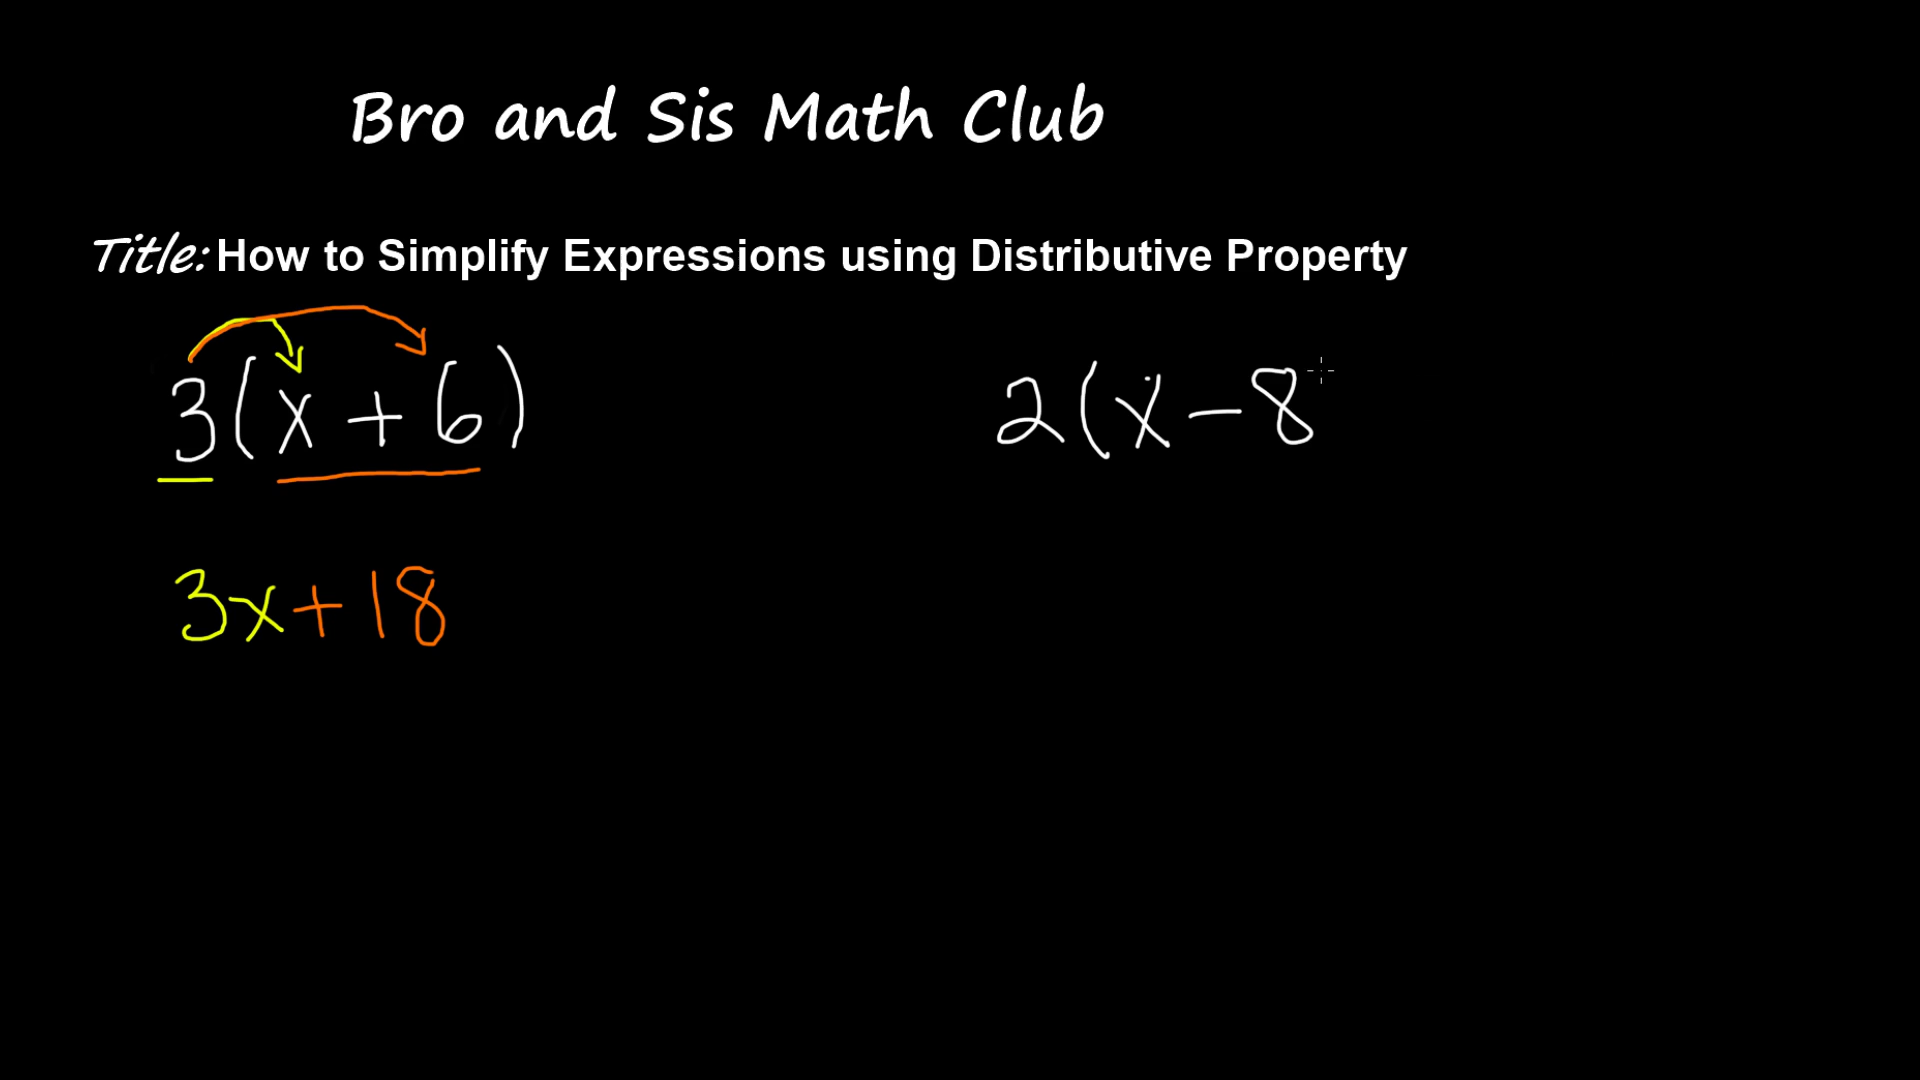 Bro and Sis Math Club
Title: How to Simplify Expressions using Distributive Property
3(x+6)
2(x-8
3x+18